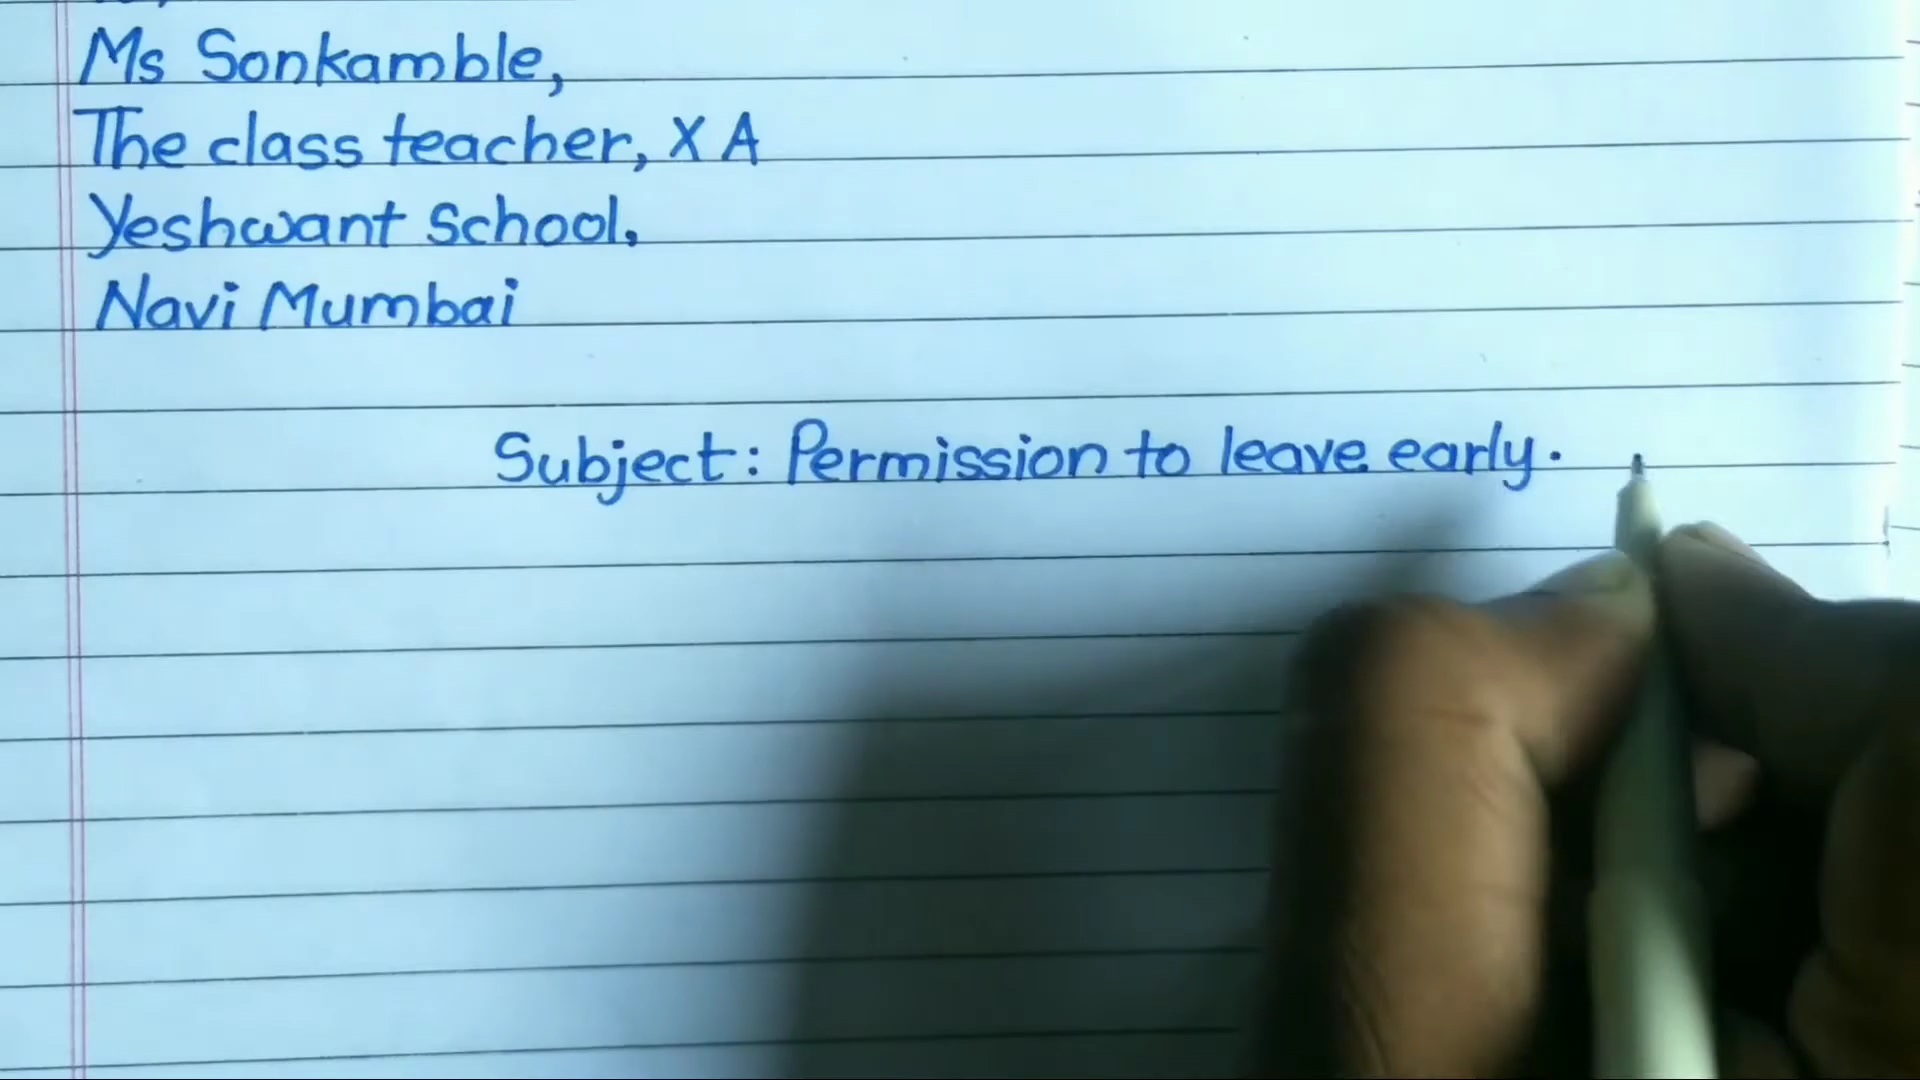 Ms Sonkamble,
The class teacher, X A
Yeshwant School,
Navi Mumbai
Subject: Permission to leave early.